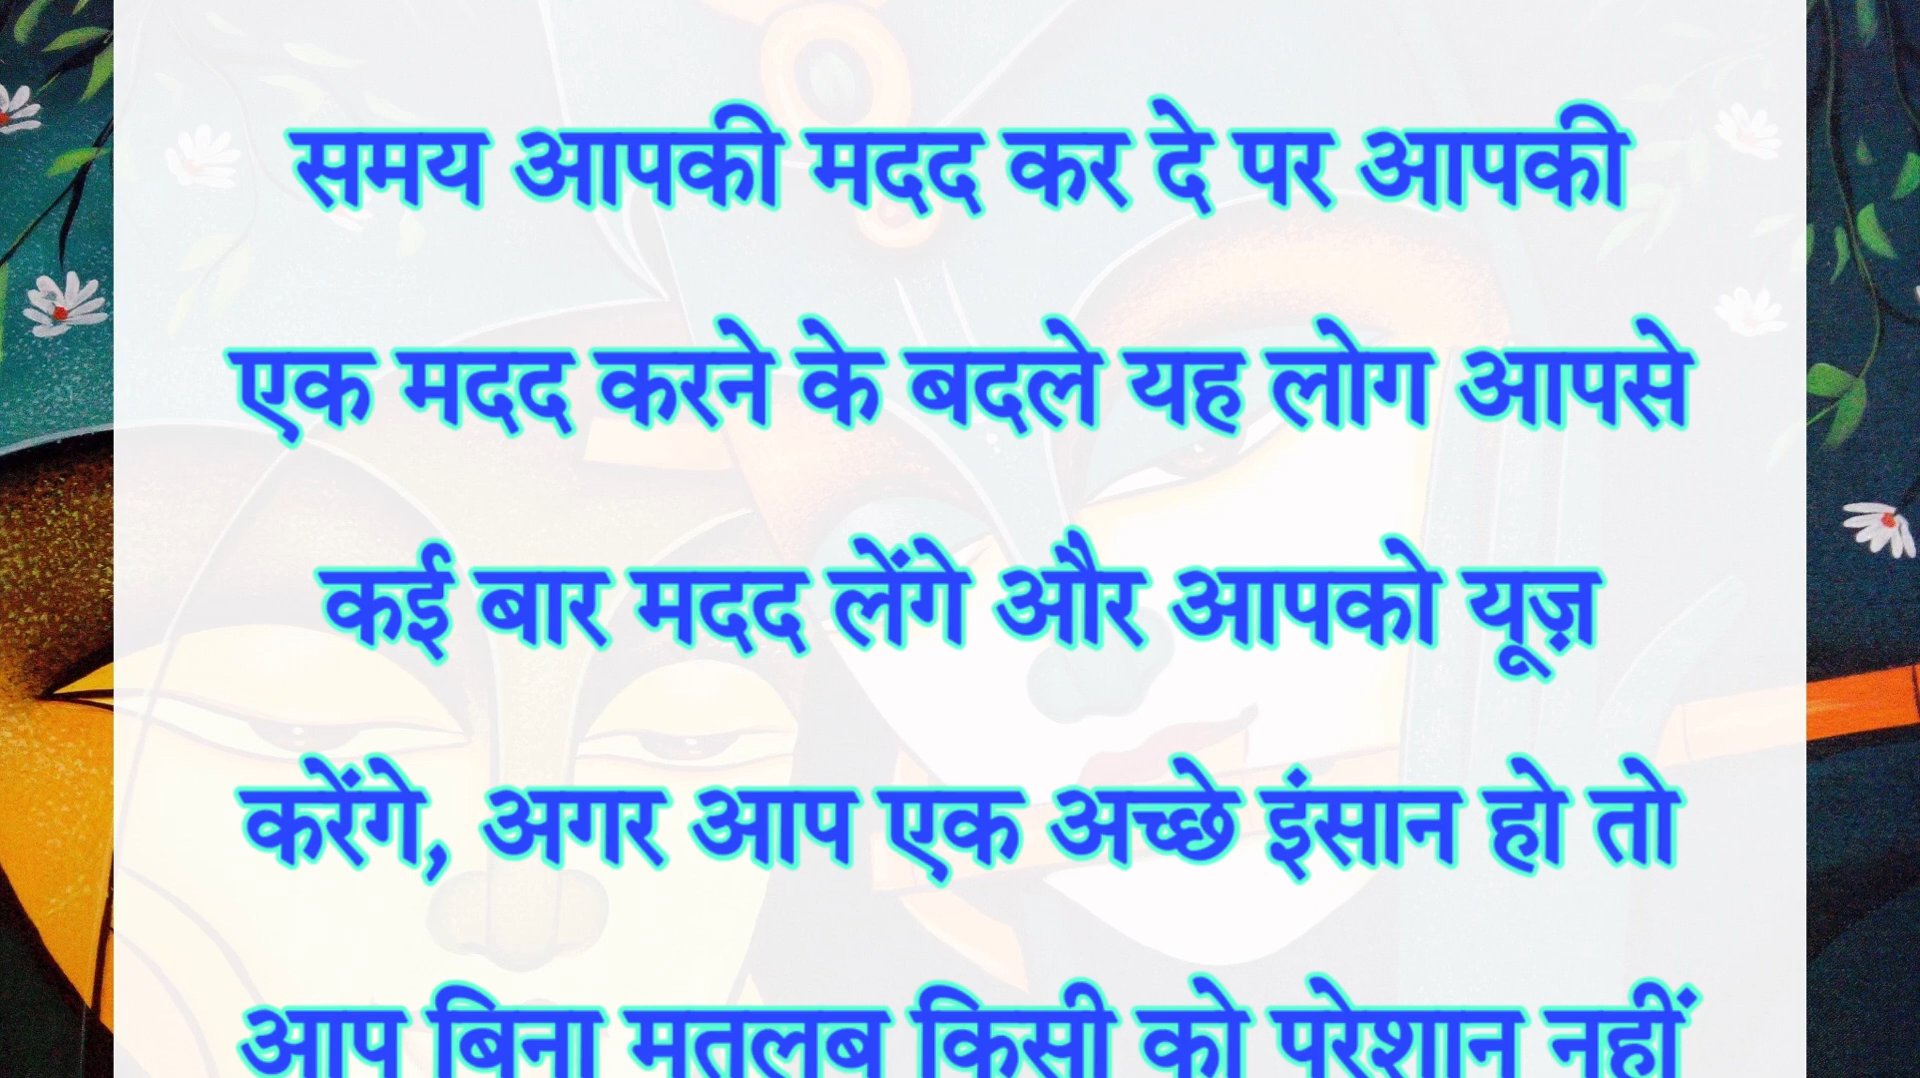 समय आपकी मदद कर दे पर आपकी
एक मदद करने के बदले यह लोग आपसे
कई बार मदद लेंगे और आपको यूज़
करेंगे, अगर आप एक अच्छे इंसान हो तो
आप बिना मतलब किसी को परेशान नहीं